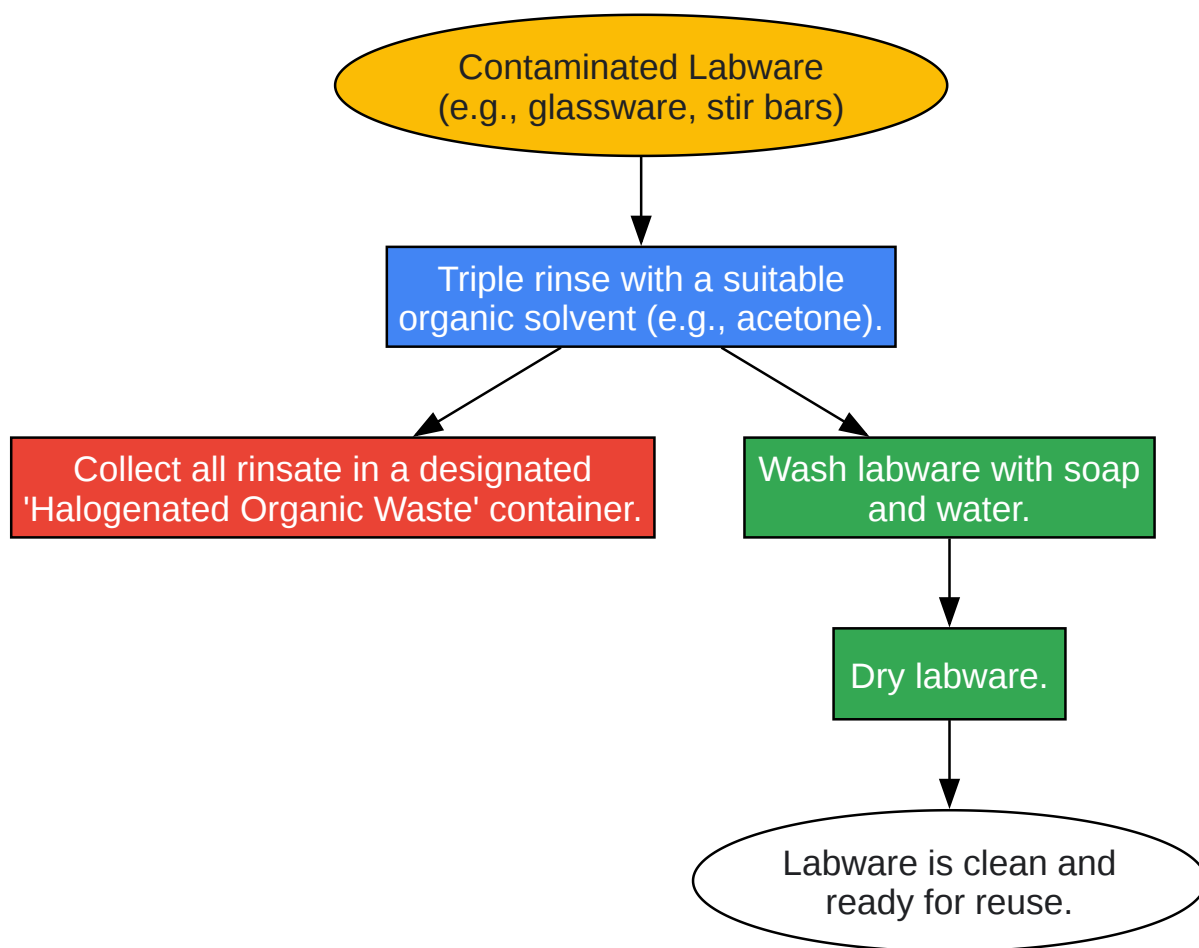 Contaminated Labware
(e.g., glassware, stir bars)
Triple rinse with a suitable
organic solvent (e.g., acetone).
Collect all rinsate in a designated
'Halogenated Organic Waste' container.
Wash labware with soap
and water.
Dry labware.
Labware is clean and
ready for reuse.